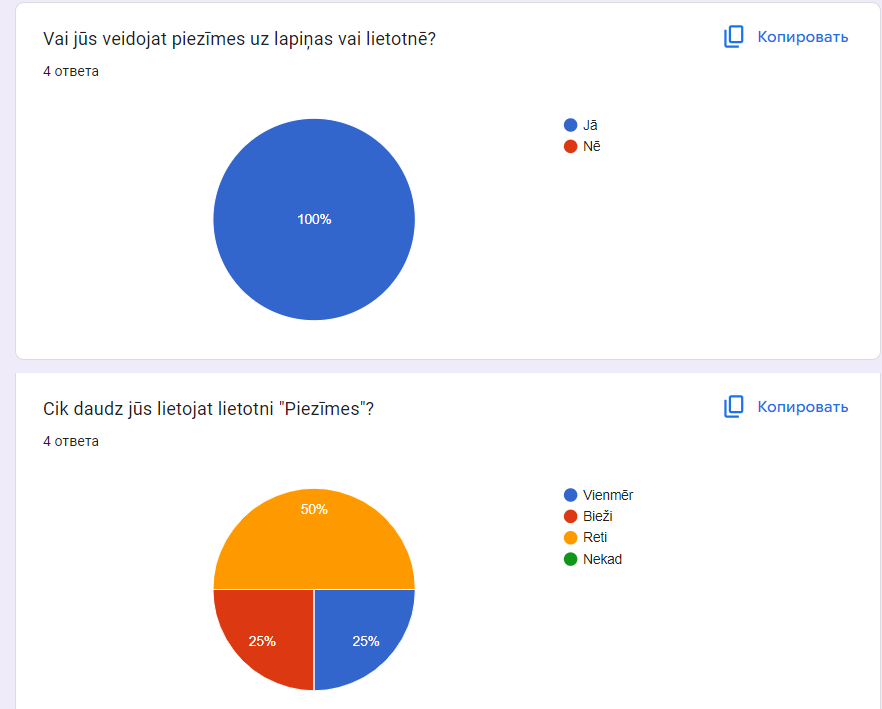 Vai jūs veidojat piezīmes uz lapiņas vai lietotnē?
Копировать
4 ответа
100%
Jā
Nē
Cik daudz jūs lietojat lietotni "Piezīmes"?
Копировать
4 ответа
50%
25%
25%
Vienmēr
Bieži
Reti
Nekad